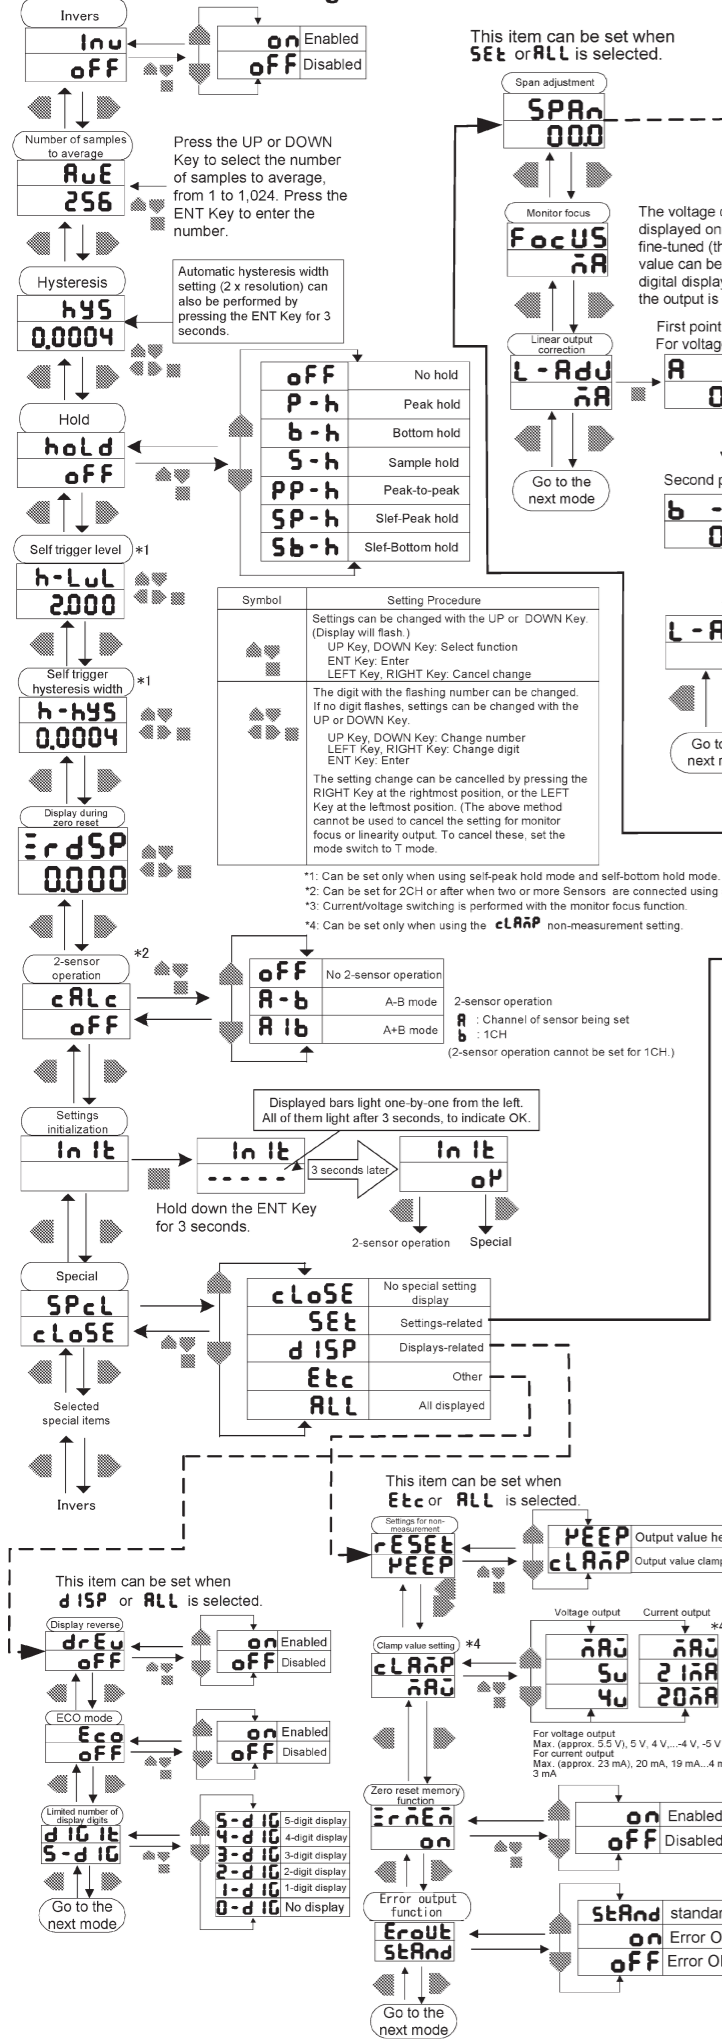 Invers
Inv
oFF
on Enabled
oFF Disabled
Number of samples
to average
AvE
256
Press the UP or DOWN
Key to select the number
of samples to average,
from 1 to 1,024. Press the
ENT Key to enter the
number.
Hysteresis
hyS
0.0004
Automatic hysteresis width
setting (2 x resolution) can
also be performed by
pressing the ENT Key for 3
seconds.
Hold
hoLd
oFF
oFF No hold
P-h Peak hold
b-h Bottom hold
S-h Sample hold
PP-h Peak-to-peak
SP-h Slef-Peak hold
Sb-h Slef-Bottom hold
Self trigger level *1
h-LvL
2.000
Self trigger
hysteresis width *1
h-hyS
0.0004
Symbol Setting Procedure
Settings can be changed with the UP or DOWN Key.
(Display will flash.)
UP Key, DOWN Key: Select function
ENT Key: Enter
LEFT Key, RIGHT Key: Cancel change
The digit with the flashing number can be changed.
If no digit flashes, settings can be changed with the
UP or DOWN Key.
UP Key, DOWN Key: Change number
LEFT Key, RIGHT Key: Change digit
ENT Key: Enter
The setting change can be cancelled by pressing the
RIGHT Key at the rightmost position, or the LEFT
Key at the leftmost position. (The above method
cannot be used to cancel the setting for monitor
focus or linearity output. To cancel these, set the
mode switch to T mode.
Display during
zero reset
rdSP
0.000
*1: Can be set only when using self-peak hold mode and self-bottom hold mode.
*2: Can be set for 2CH or after when two or more Sensors are connected using
*3: Current/voltage switching is performed with the monitor focus function.
*4: Can be set only when using the cLAmP non-measurement setting.
2-sensor
operation
*2
cALc
oFF
oFF No 2-sensor operation
A-b A-B mode
A1b A+B mode
2-sensor operation
A : Channel of sensor being set
b : 1CH
(2-sensor operation cannot be set for 1CH.)
Settings
initialization
InIt
Displayed bars light one-by-one from the left.
All of them light after 3 seconds, to indicate OK.
InIt
-----
3 seconds later
InIt
oK
Hold down the ENT Key
for 3 seconds.
2-sensor operation Special
Special
SPcL
cLoSE
cLoSE No special setting
display
SEt Settings-related
dISP Displays-related
Etc Other
ALL All displayed
Selected
special items
Invers
This item can be set when
SEt or ALL is selected.
Span adjustment
SPAn
00.0
Monitor focus
FocUS
mA
The voltage
displayed on
fine-tuned (th
value can be
digital display
the output is
Linear output
correction
L-AdJ
mA
First point
For voltag
A
0
Go to the
next mode
Second p
b -
0
L-A
Go to
next
This item can be set when
Etc or ALL is selected.
Settings for non-
measurement
rESEt
KEEP
KEEP Output value he
cLAmP Output value clamp
Clamp value setting *4
cLAmP
mAv
Voltage output Current output
mAv mAv
5v 21mA
4v 20mA
For voltage output
Max. (approx. 5.5 V), 5 V, 4 V,...-4 V, -5 V
For current output
Max. (approx. 23 mA), 20 mA, 19 mA...4 m
3 mA
Zero reset memory
function
rmEm
on
on Enabled
oFF Disabled
Error output
function
EroUt
StAnd
StAnd standar
on Error O
oFF Error O
Go to the
next mode
This item can be set when
dISP or ALL is selected.
Display reverse
drEv
oFF
on Enabled
oFF Disabled
ECO mode
Eco
oFF
on Enabled
oFF Disabled
Limited number of
display digits
dIGIt
5-dIG
5-dIG 5-digit display
4-dIG 4-digit display
3-dIG 3-digit display
2-dIG 2-digit display
1-dIG 1-digit display
0-dIG No display
Go to the
next mode